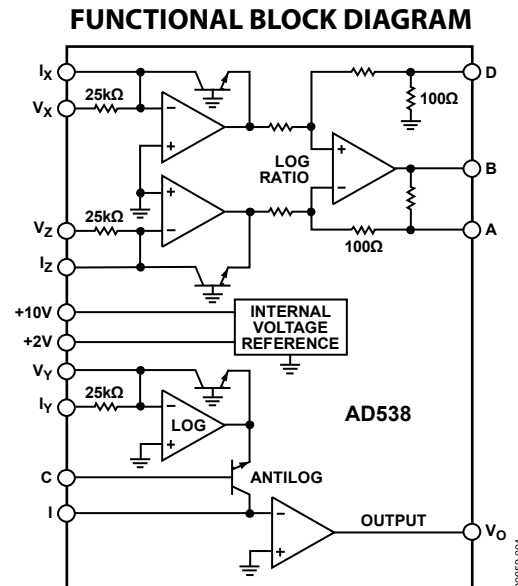 FUNCTIONAL BLOCK DIAGRAM
IX
D
25kΩ
VX
100Ω
LOG
RATIO
B
25kΩ
VZ
A
100Ω
IZ
+10V
INTERNAL
VOLTAGE
REFERENCE
+2V
VY
25kΩ
IY
LOG
AD538
C
ANTILOG
I
OUTPUT
VO